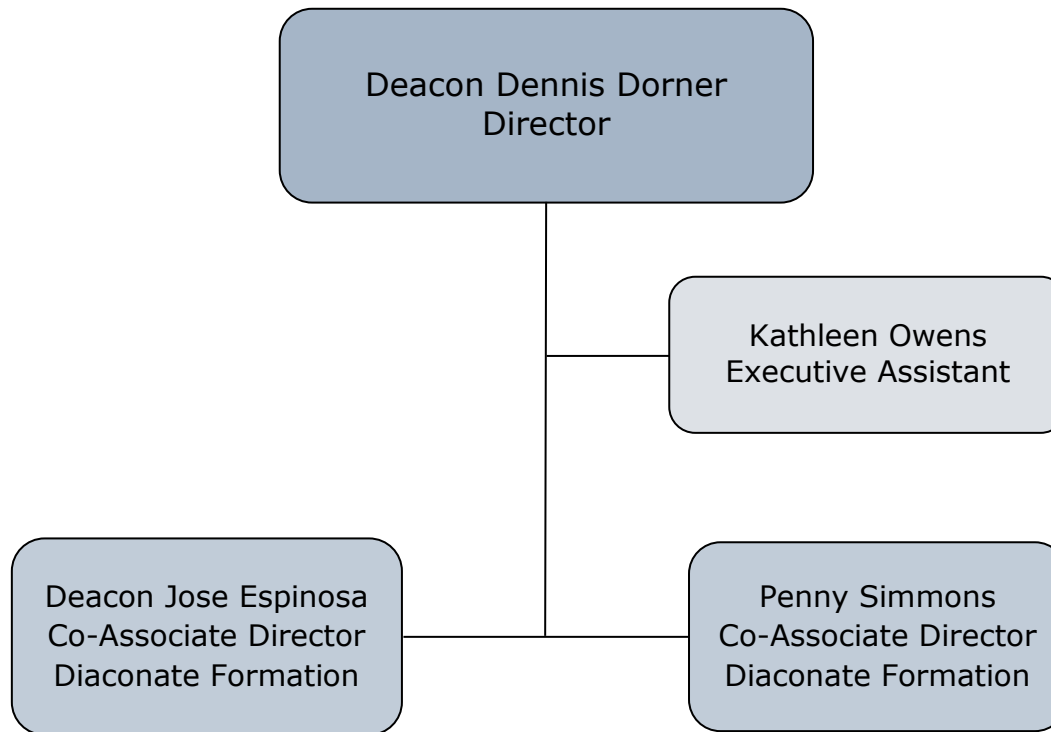 Deacon Dennis Dorner
Director
Kathleen Owens
Executive Assistant
Deacon Jose Espinosa
Co-Associate Director
Diaconate Formation
Penny Simmons
Co-Associate Director
Diaconate Formation